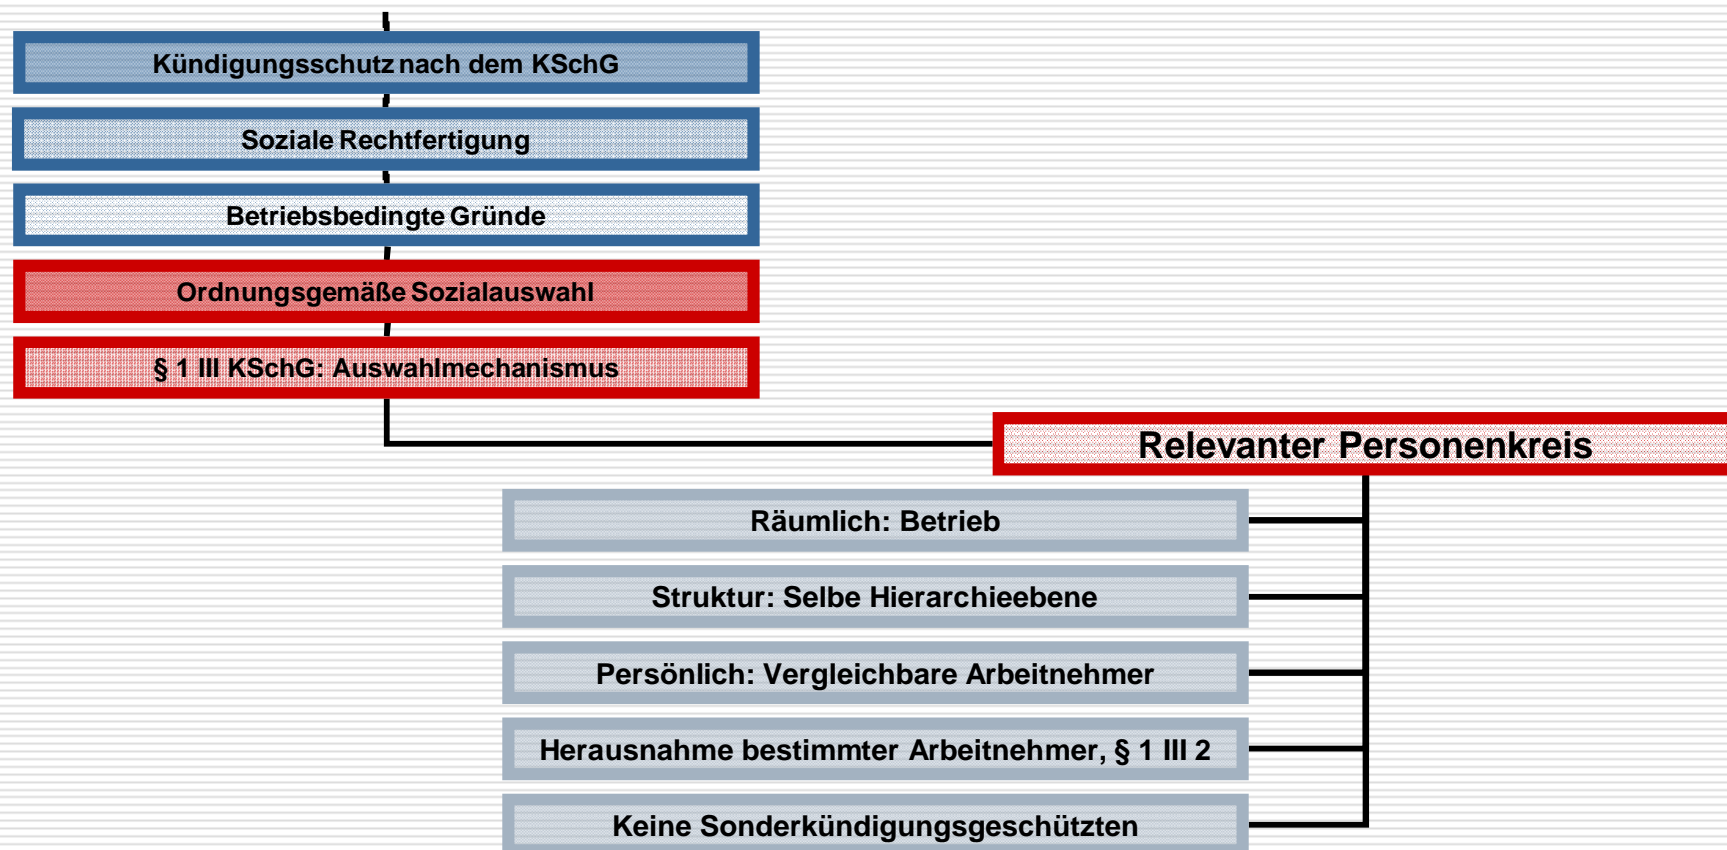 Kündigungsschutz nach dem KSchG
Soziale Rechtfertigung
Betriebsbedingte Gründe
Ordnungsgemäße Sozialauswahl
§ 1 III KSchG: Auswahlmechanismus
Relevanter Personenkreis
Räumlich: Betrieb
Struktur: Selbe Hierarchieebene
Persönlich: Vergleichbare Arbeitnehmer
Herausnahme bestimmter Arbeitnehmer, § 1 III 2
Keine Sonderkündigungsgeschützten